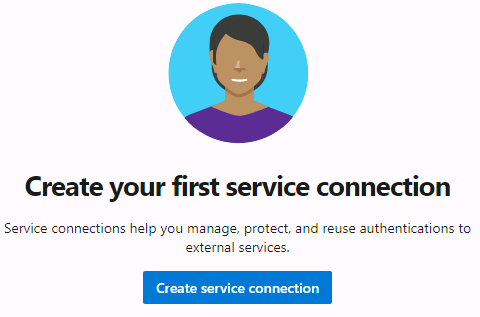 Create your first service connection
Service connections help you manage, protect, and reuse authentications to
external services.
Create service connection